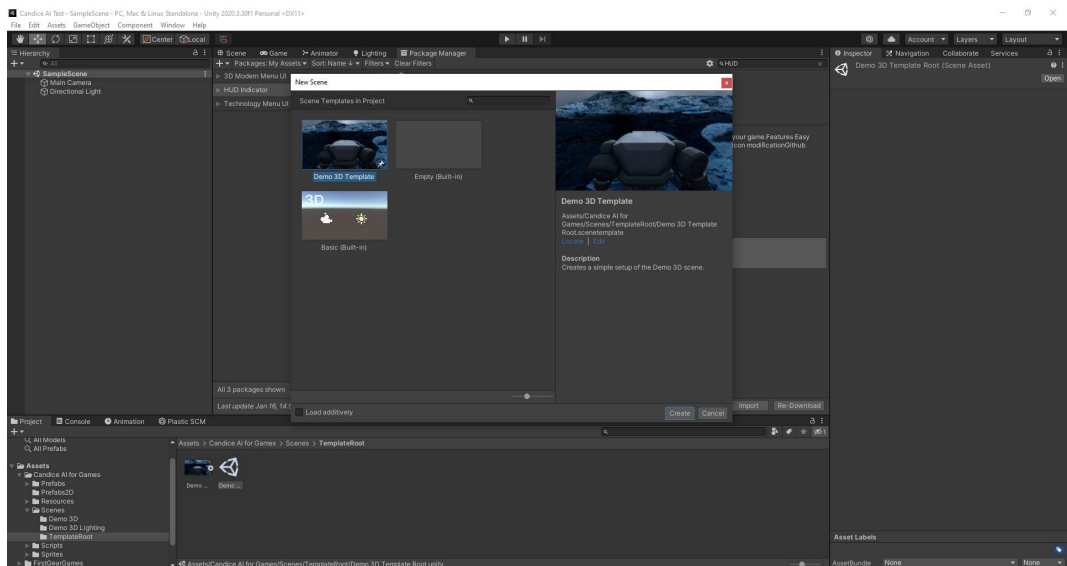 Candice AI Test - SampleScene - PC, Mac & Linux Standalone - Unity 2020.3.30f1 Personal <DX11>
File Edit Assets GameObject Component Window Help
Center Local
Account Layers Layout
Hierarchy
All
SampleScene
Main Camera
Directional Light
Scene Game Animator Lighting Package Manager
Packages: My Assets Sort: Name ↓ Filters Clear Filters
HUD
3D Modern Menu UI
HUD Indicator
Technology Menu UI
your game.Features Easy
icon modificationGithub
All 3 packages shown
Last update Jan 16, 14:
Import Re-Download
New Scene
Scene Templates in Project
Demo 3D Template
Empty (Built-in)
3D
Basic (Built-in)
Demo 3D Template
Assets/Candice AI for
Games/Scenes/TemplateRoot/Demo 3D Template
Root.scenetemplate
Locate | Edit
Description
Creates a simple setup of the Demo 3D scene.
Load additively
Create Cancel
Inspector Navigation Collaborate Services
Demo 3D Template Root (Scene Asset)
Open
Project Console Animation Plastic SCM
All Models
All Prefabs
Assets
Candice AI for Games
Prefabs
Prefabs2D
Resources
Scenes
Demo 3D
Demo 3D Lighting
TemplateRoot
Scripts
Sprites
FirstGearGames
Assets > Candice AI for Games > Scenes > TemplateRoot
Demo ... Demo ...
Assets/Candice AI for Games/Scenes/TemplateRoot/Demo 3D Template Root.unity
Asset Labels
AssetBundle None None